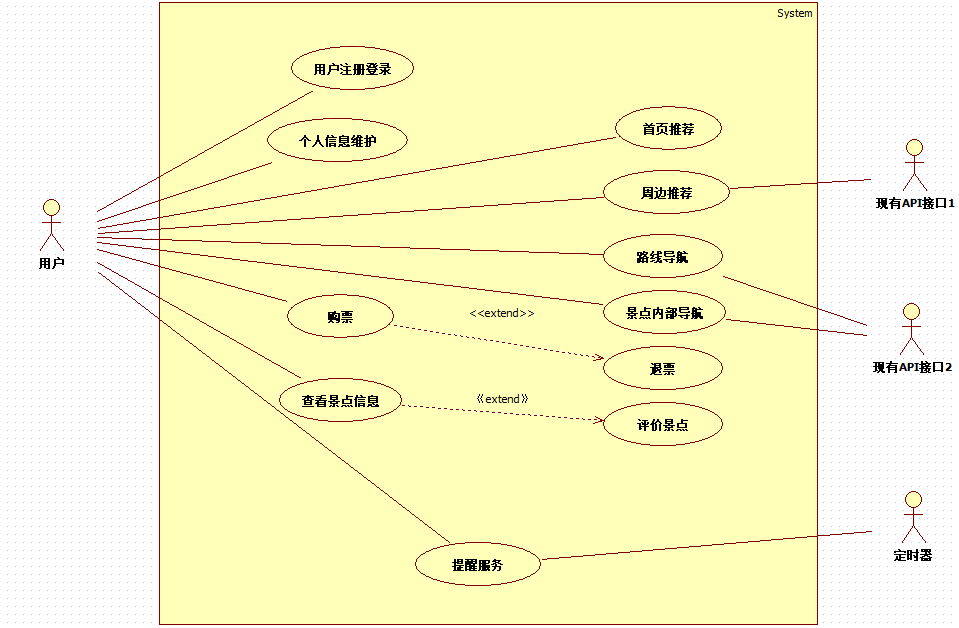 System
用户注册登录
个人信息维护
首页推荐
周边推荐
现有API接口1
用户
路线导航
购票
<<extend>>
景点内部导航
退票
现有API接口2
查看景点信息
《extend》
评价景点
提醒服务
定时器